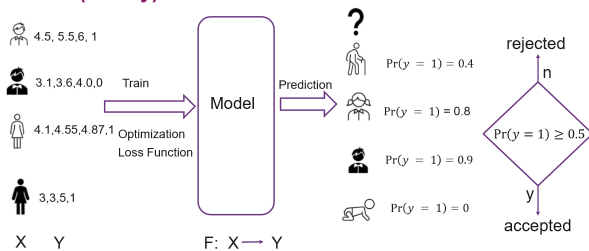 4.5, 5.5,6, 1
3.1,3.6,4.0,0
4.1,4.55,4.87,1
3,3,5,1
X Y
Train
Optimization
Loss Function
Model
F: X → Y
Prediction
?
Pr(y = 1)=0.4
Pr(y = 1) = 0.8
Pr(y = 1)=0.9
Pr(y = 1)=0
rejected
n
Pr(y = 1) ≥ 0.5
y
accepted